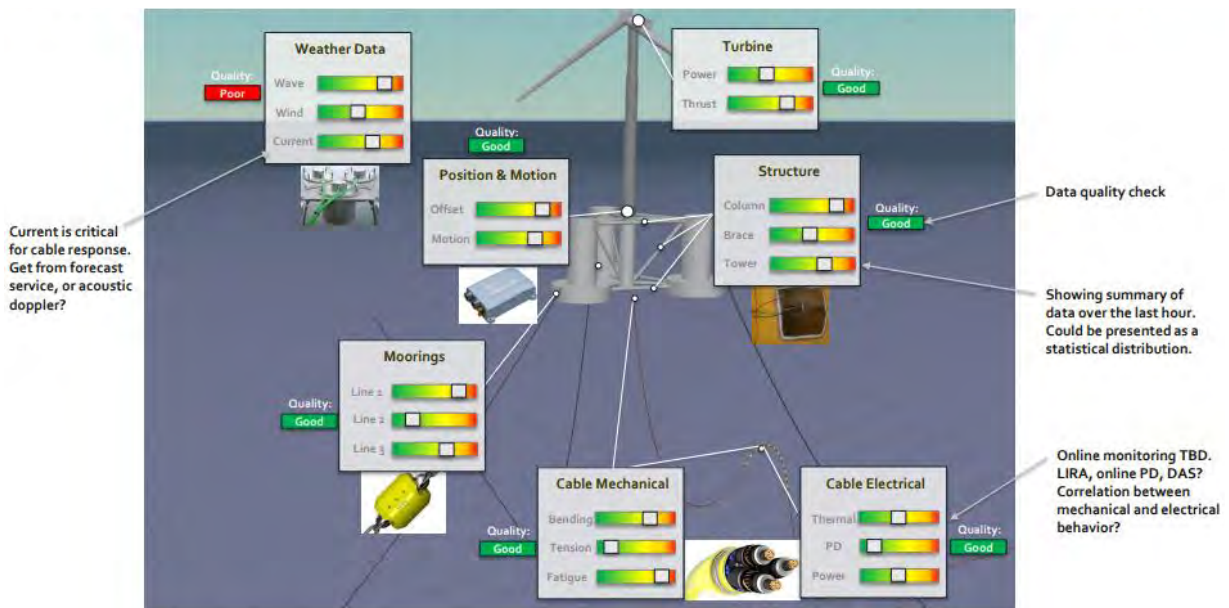 Weather Data
Quality:
Poor
Wave
Wind
Current
Turbine
Power
Thrust
Quality:
Good
Quality:
Good
Position & Motion
Offset
Motion
Structure
Column
Brace
Tower
Quality:
Good
Data quality check
Current is critical
for cable response.
Get from forecast
service, or acoustic
doppler?
Showing summary of
data over the last hour.
Could be presented as a
statistical distribution.
Moorings
Line 1
Line 2
Line 3
Quality:
Good
Cable Mechanical
Bending
Tension
Fatigue
Quality:
Good
Cable Electrical
Thermal
PD
Power
Quality:
Good
Online monitoring TBD.
LIRA, online PD, DAS?
Correlation between
mechanical and electrical
behavior?